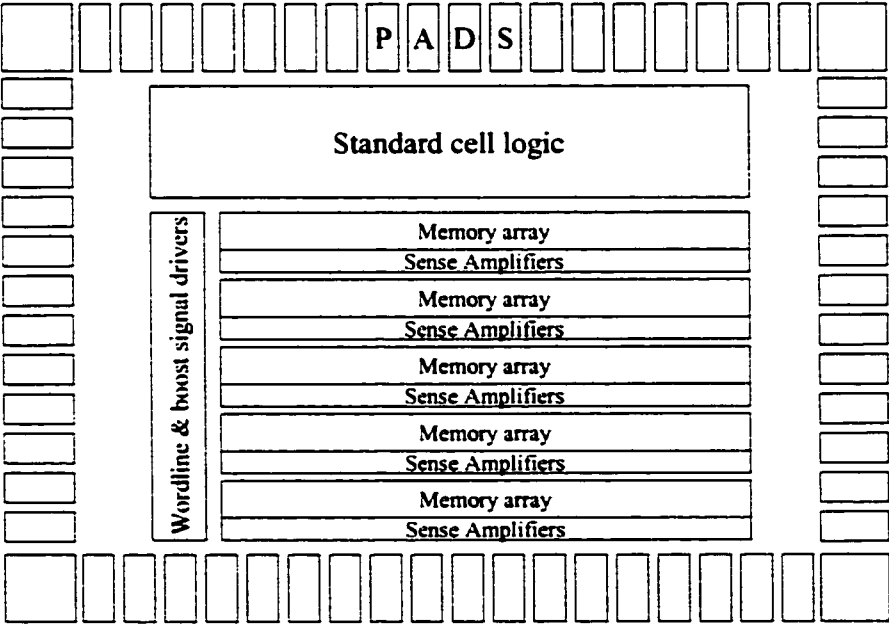 P A D S
Standard cell logic
Wordline & boost signal drivers
Memory array
Sense Amplifiers
Memory array
Sense Amplifiers
Memory array
Sense Amplifiers
Memory array
Sense Amplifiers
Memory array
Sense Amplifiers